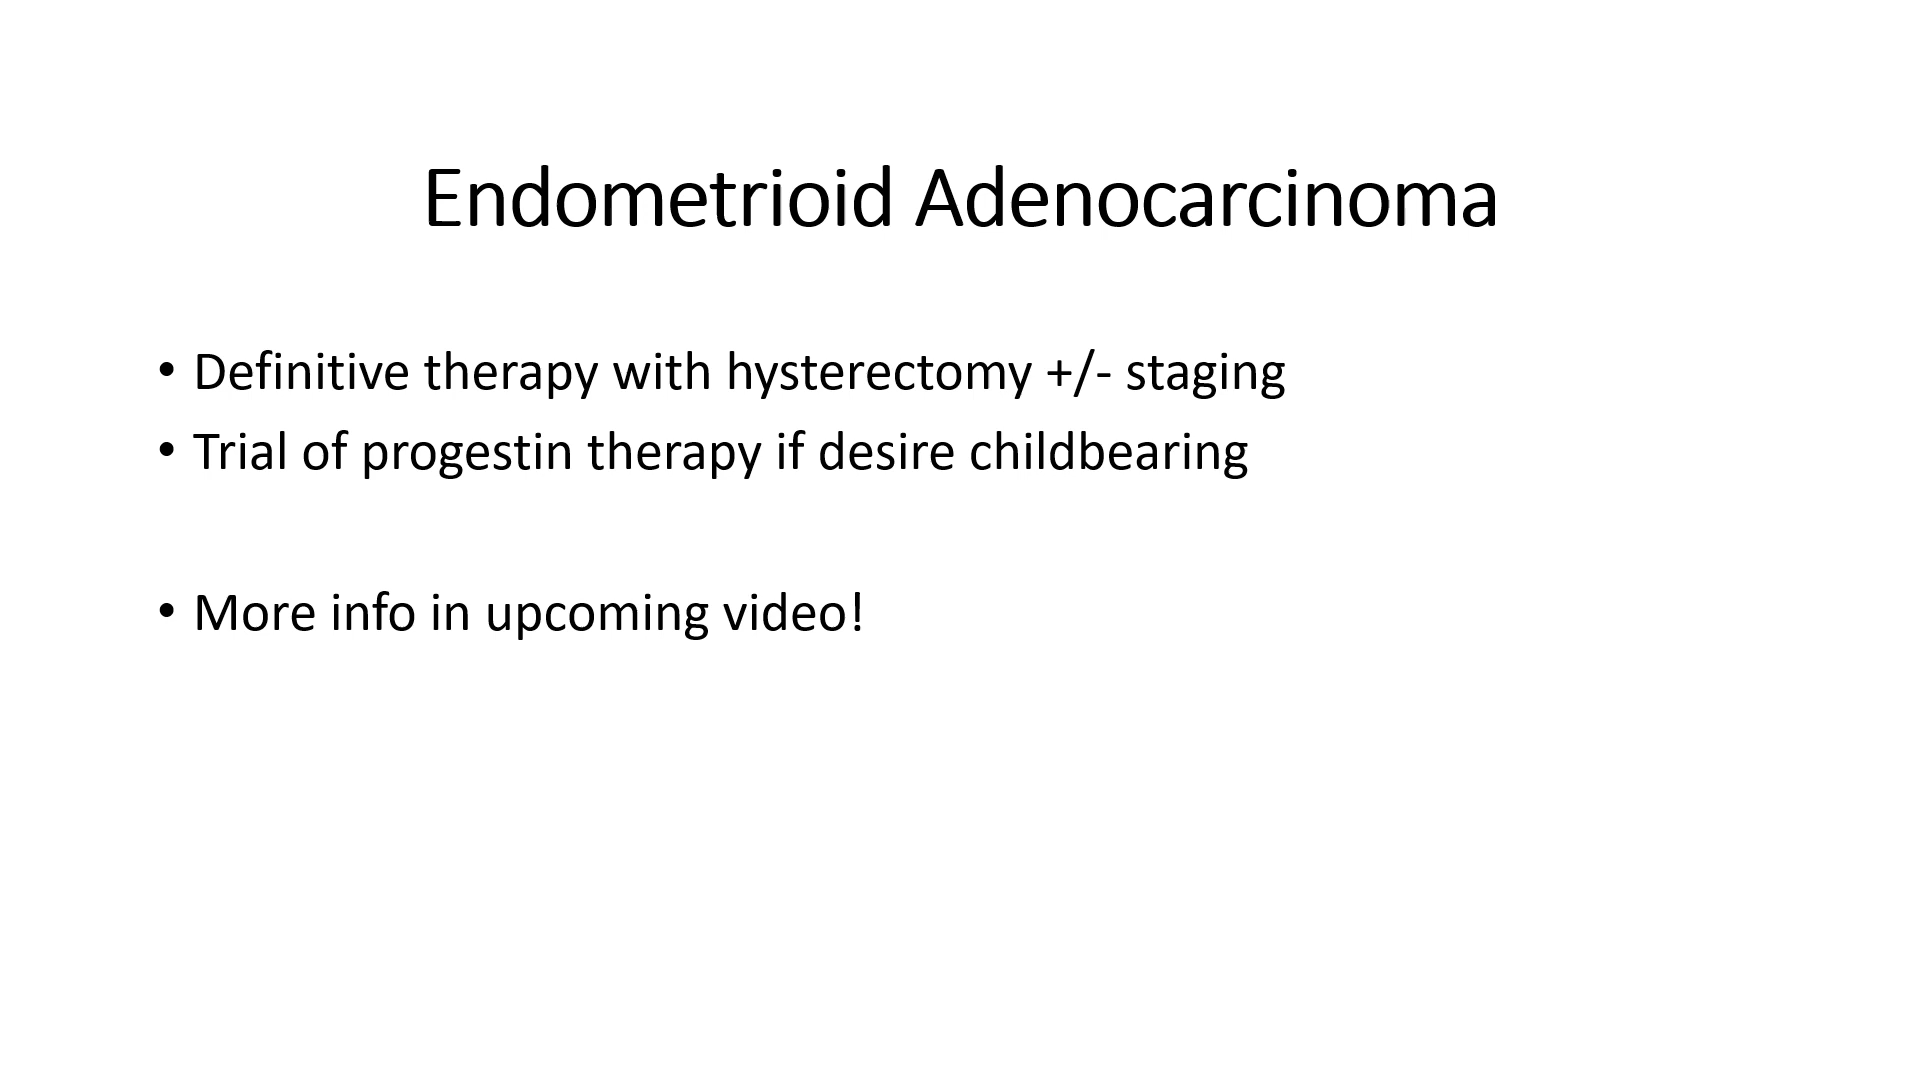 Endometrioid Adenocarcinoma
• Definitive therapy with hysterectomy +/- staging
• Trial of progestin therapy if desire childbearing
• More info in upcoming video!